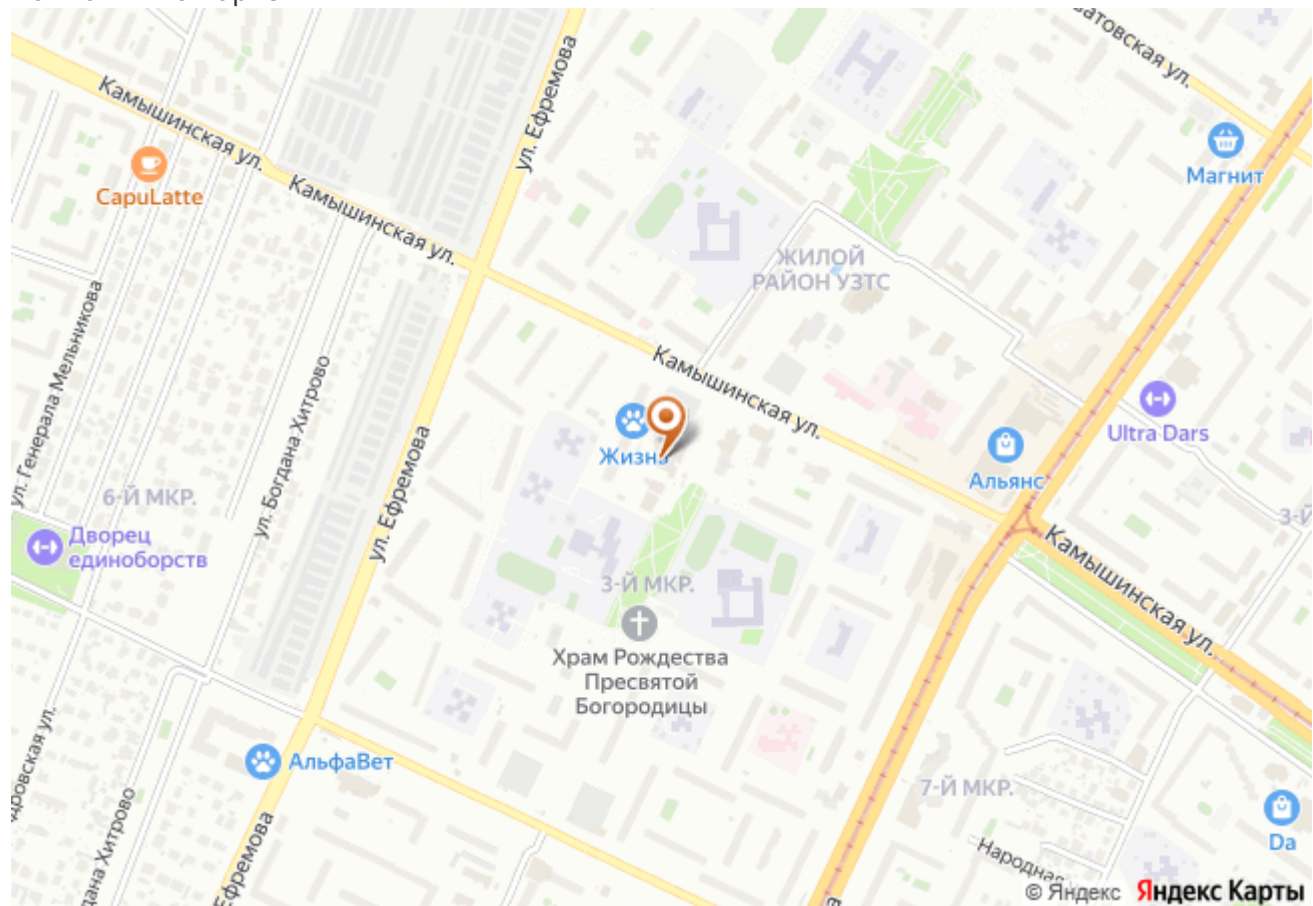 ул. Ефремова
Камышинская ул.
CapuLatte
Камышинская ул.
Магнит
ЖИЛОЙ
РАЙОН УЗТС
ул. Генерала Мельникова
ул. Богдана Хитрово
Камышинская ул.
Ultra Dars
Жизнь
Альянс
ул. Ефремова
6-Й МКР.
Дворец
единоборств
3-Й МКР.
Камышинская ул.
Храм Рождества
Пресвятой
Богородицы
АльфаВет
7-Й МКР.
Da
Народная
© Яндекс Яндекс Карты